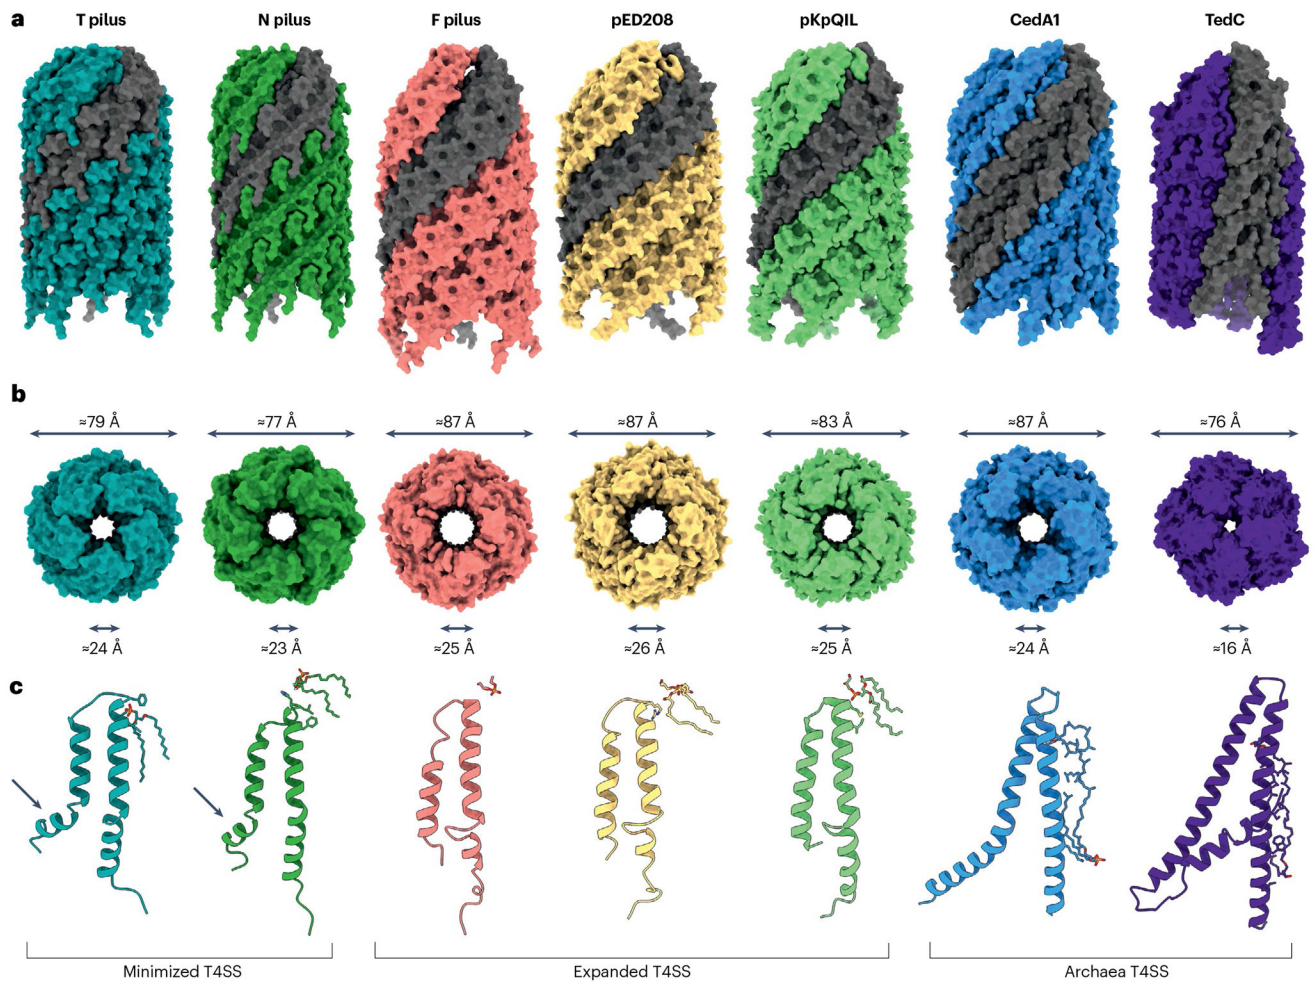 a
T pilus N pilus F pilus pED208 pKpQIL CedA1 TedC
b
≈79 Å ≈77 Å ≈87 Å ≈87 Å ≈83 Å ≈87 Å ≈76 Å
≈24 Å ≈23 Å ≈25 Å ≈26 Å ≈25 Å ≈24 Å ≈16 Å
c
Minimized T4SS Expanded T4SS Archaea T4SS